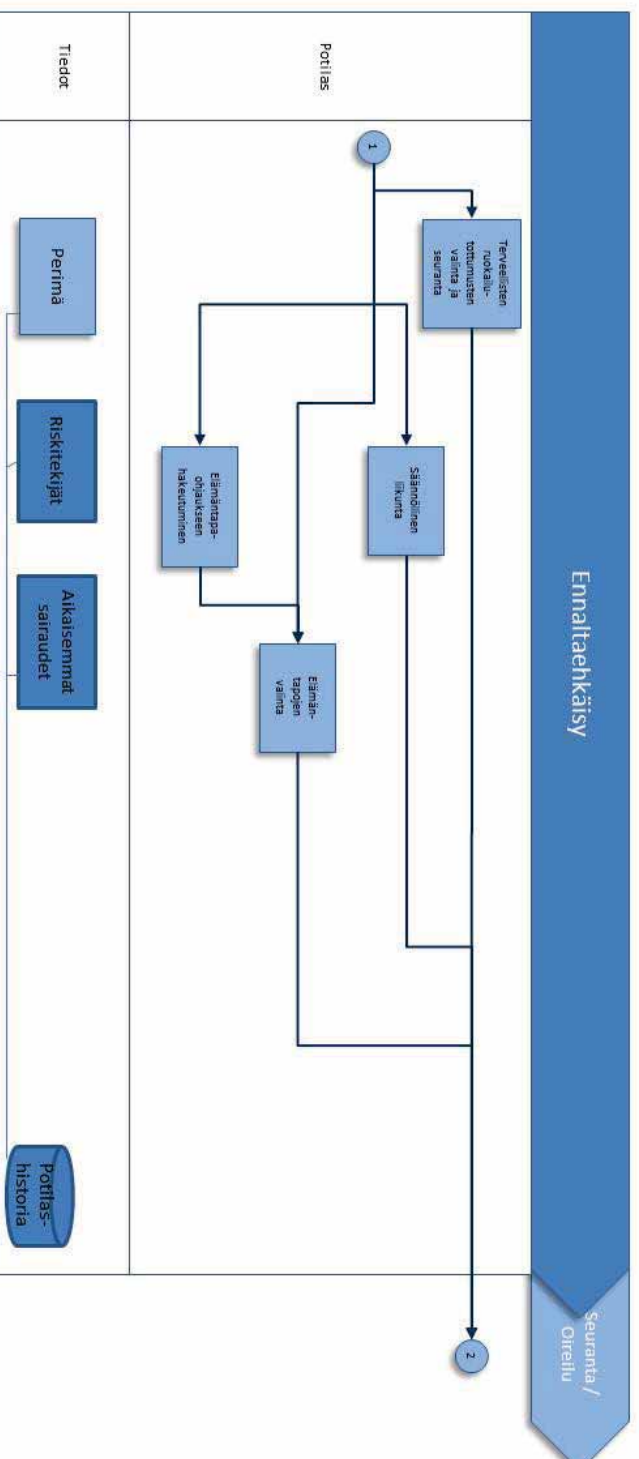 Ennaltaehkäisy
Seuranta /
Oireilu
Potilas
1
Terveellisten
ruokailu-
tottumusten
valinta ja
seuranta
Säännöllinen
liikunta
Elämäntapa-
ohjaukseen
hakeutuminen
Elämän-
tapojen
valinta
2
Tiedot
Perimä
Riskitekijät
Aikaisemmat
sairaudet
Potilas-
historia